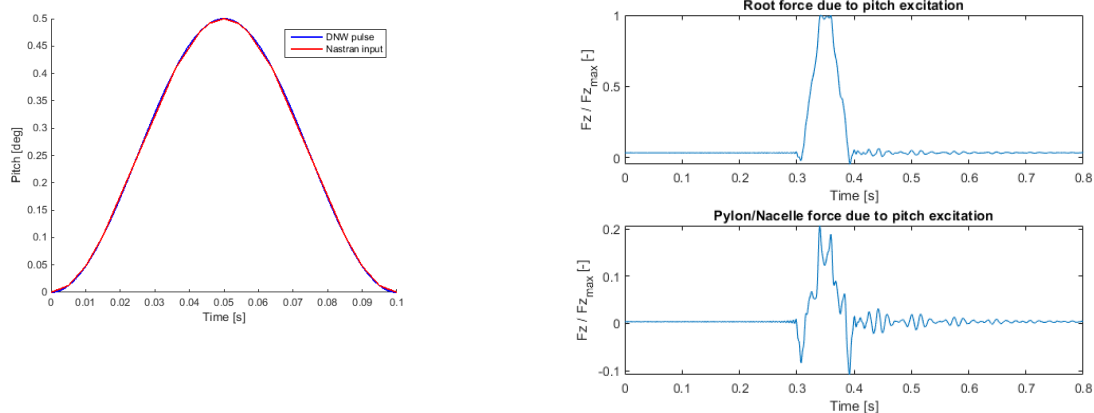 0.5
0.45
0.4
0.35
0.3
0.25
0.2
0.15
0.1
0.05
0
Pitch [deg]
DNW pulse
Nastran input
0 0.01 0.02 0.03 0.04 0.05 0.06 0.07 0.08 0.09 0.1
Time [s]
Root force due to pitch excitation
1
0.5
0
Fz / Fz_max [-]
0 0.1 0.2 0.3 0.4 0.5 0.6 0.7 0.8
Time [s]
Pylon/Nacelle force due to pitch excitation
0.2
0.1
0
-0.1
Fz / Fz_max [-]
0 0.1 0.2 0.3 0.4 0.5 0.6 0.7 0.8
Time [s]